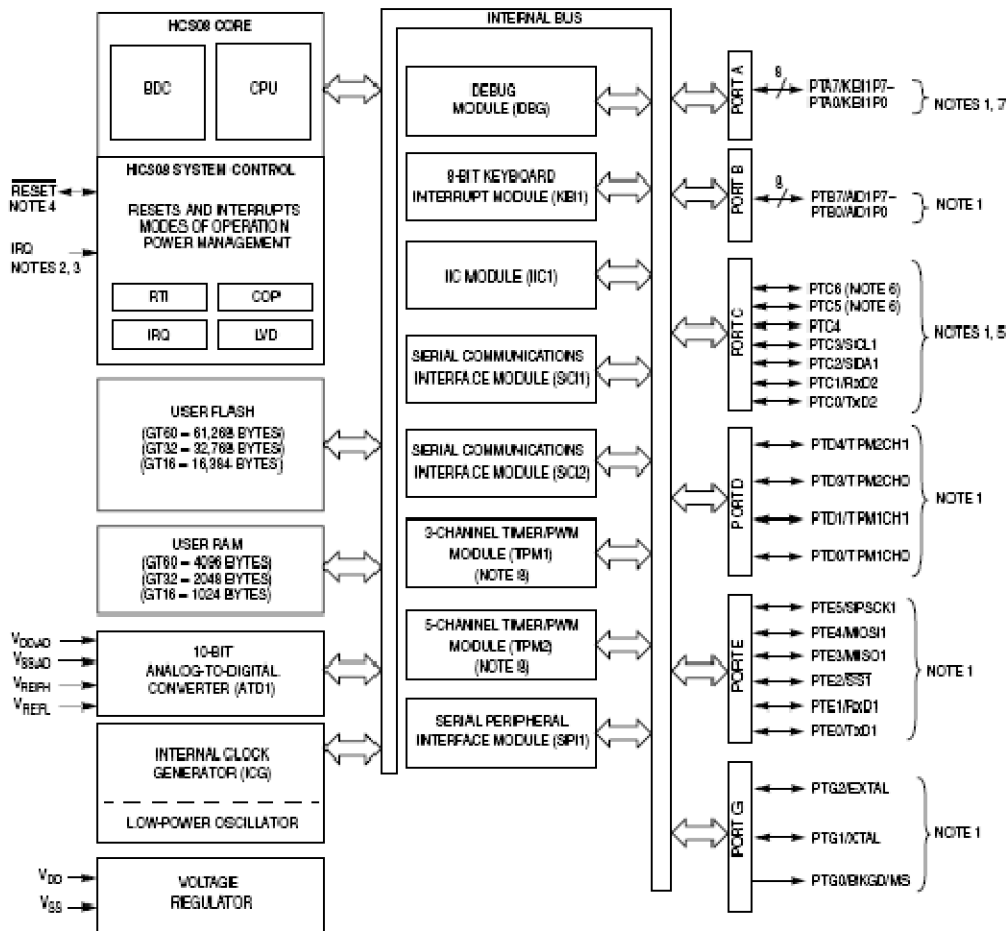 HCS08 CORE
BDC
CPU
HCS08 SYSTEM CONTROL
RESETS AND INTERRUPTS
MODES OF OPERATION
POWER MANAGEMENT
RTI
COP
IRQ
LVD
RESET
NOTE 4
IRQ
NOTES 2, 3
USER FLASH
(GT60 = 61,268 BYTES)
(GT32 = 32,768 BYTES)
(GT16 = 16,384 BYTES)
USER RAM
(GT60 = 4096 BYTES)
(GT32 = 2048 BYTES)
(GT16 = 1024 BYTES)
VDDAD
VSSAD
VREFH
VREFL
10-BIT
ANALOG-TO-DIGITAL
CONVERTER (ATD1)
INTERNAL CLOCK
GENERATOR (ICG)
LOW-POWER OSCILLATOR
VDD
VSS
VOLTAGE
REGULATOR
INTERNAL BUS
DEBUG
MODULE (DBG)
8-BIT KEYBOARD
INTERRUPT MODULE (KBI1)
IIC MODULE (IIC1)
SERIAL COMMUNICATIONS
INTERFACE MODULE (SCI1)
SERIAL COMMUNICATIONS
INTERFACE MODULE (SCI2)
3-CHANNEL TIMER/PWM
MODULE (TPM1)
(NOTE 8)
5-CHANNEL TIMER/PWM
MODULE (TPM2)
(NOTE 8)
SERIAL PERIPHERAL
INTERFACE MODULE (SPI1)
PORT A
8
PTA7/KBI1P7–
PTA0/KBI1P0
NOTES 1, 7
PORT B
8
PTB7/AD1P7–
PTB0/AD1P0
NOTE 1
PORT C
PTC6 (NOTE 6)
PTC5 (NOTE 6)
PTC4
PTC3/SCL1
PTC2/SDA1
PTC1/RxD2
PTC0/TxD2
NOTES 1, 5
PORT D
PTD4/TPM2CH1
PTD3/TPM2CH0
PTD1/TPM1CH1
PTD0/TPM1CH0
NOTE 1
PORT E
PTE5/SPSCK1
PTE4/MOSI1
PTE3/MISO1
PTE2/SS1
PTE1/RxD1
PTE0/TxD1
NOTE 1
PORT G
PTG2/EXTAL
PTG1/XTAL
PTG0/BKGD/MS
NOTE 1